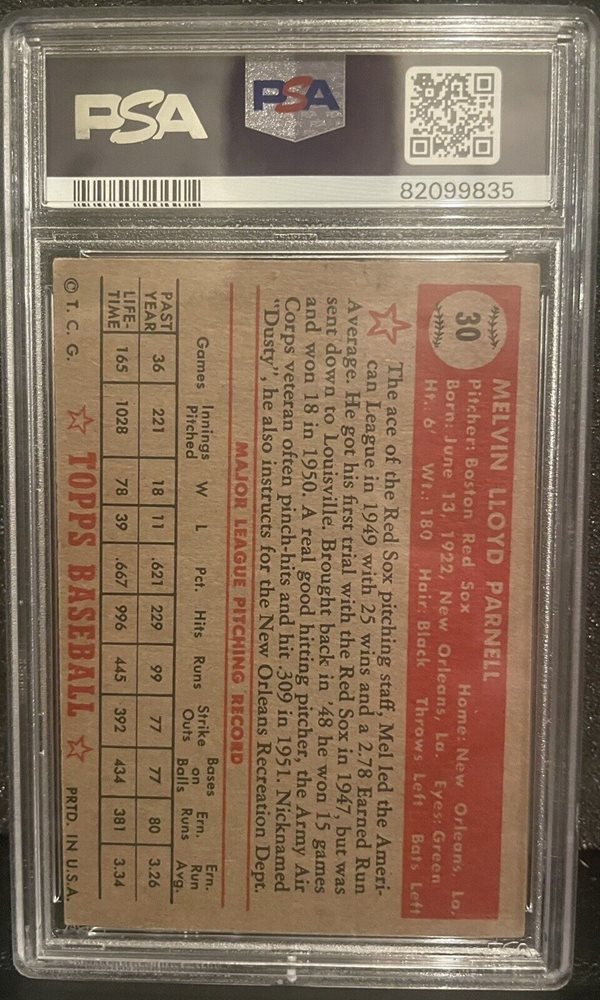 PSA
PSA
82099835
30
MELVIN LLOYD PARNELL
Pitcher: Boston Red Sox Home: New Orleans, La.
Born: June 13, 1922, New Orleans, La. Eyes: Green
Ht.: 6' Wt.: 180 Hair: Black Throws Left Bats Left
The ace of the Red Sox pitching staff, Mel led the Ameri-
can League in 1949 with 25 wins and a 2.78 Earned Run
Average. He got his first trial with the Red Sox in 1947, but was
sent down to Louisville. Brought back in '48 he won 15 games
and won 18 in 1950. A real good hitting pitcher, the Army Air
Corps veteran often pinch-hits and hit .309 in 1951. Nicknamed
"Dusty", he also instructs for the New Orleans Recreation Dept.
MAJOR LEAGUE PITCHING RECORD
Games Innings Pitched W L Pct. Hits Runs Strike Outs Bases on Balls Ern. Runs Ern. Run Avg.
PAST YEAR 36 221 18 11 .621 229 99 77 77 80 3.26
LIFE-TIME 165 1028 78 39 .667 996 445 392 434 381 3.34
© T. C. G. TOPPS BASEBALL PRTD. IN U.S.A.